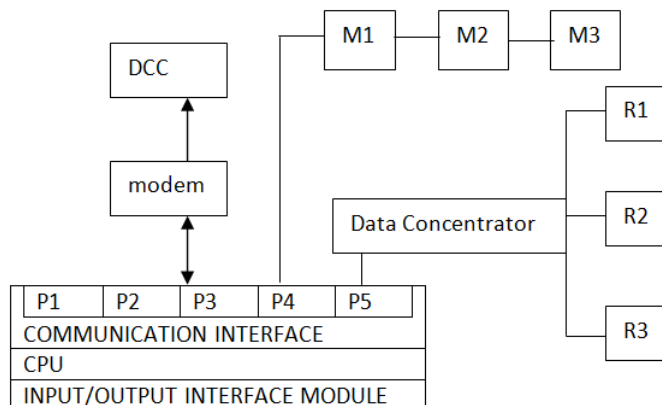 M1 M2 M3
DCC
R1
modem
R2
Data Concentrator
P1 P2 P3 P4 P5
COMMUNICATION INTERFACE
R3
CPU
INPUT/OUTPUT INTERFACE MODULE